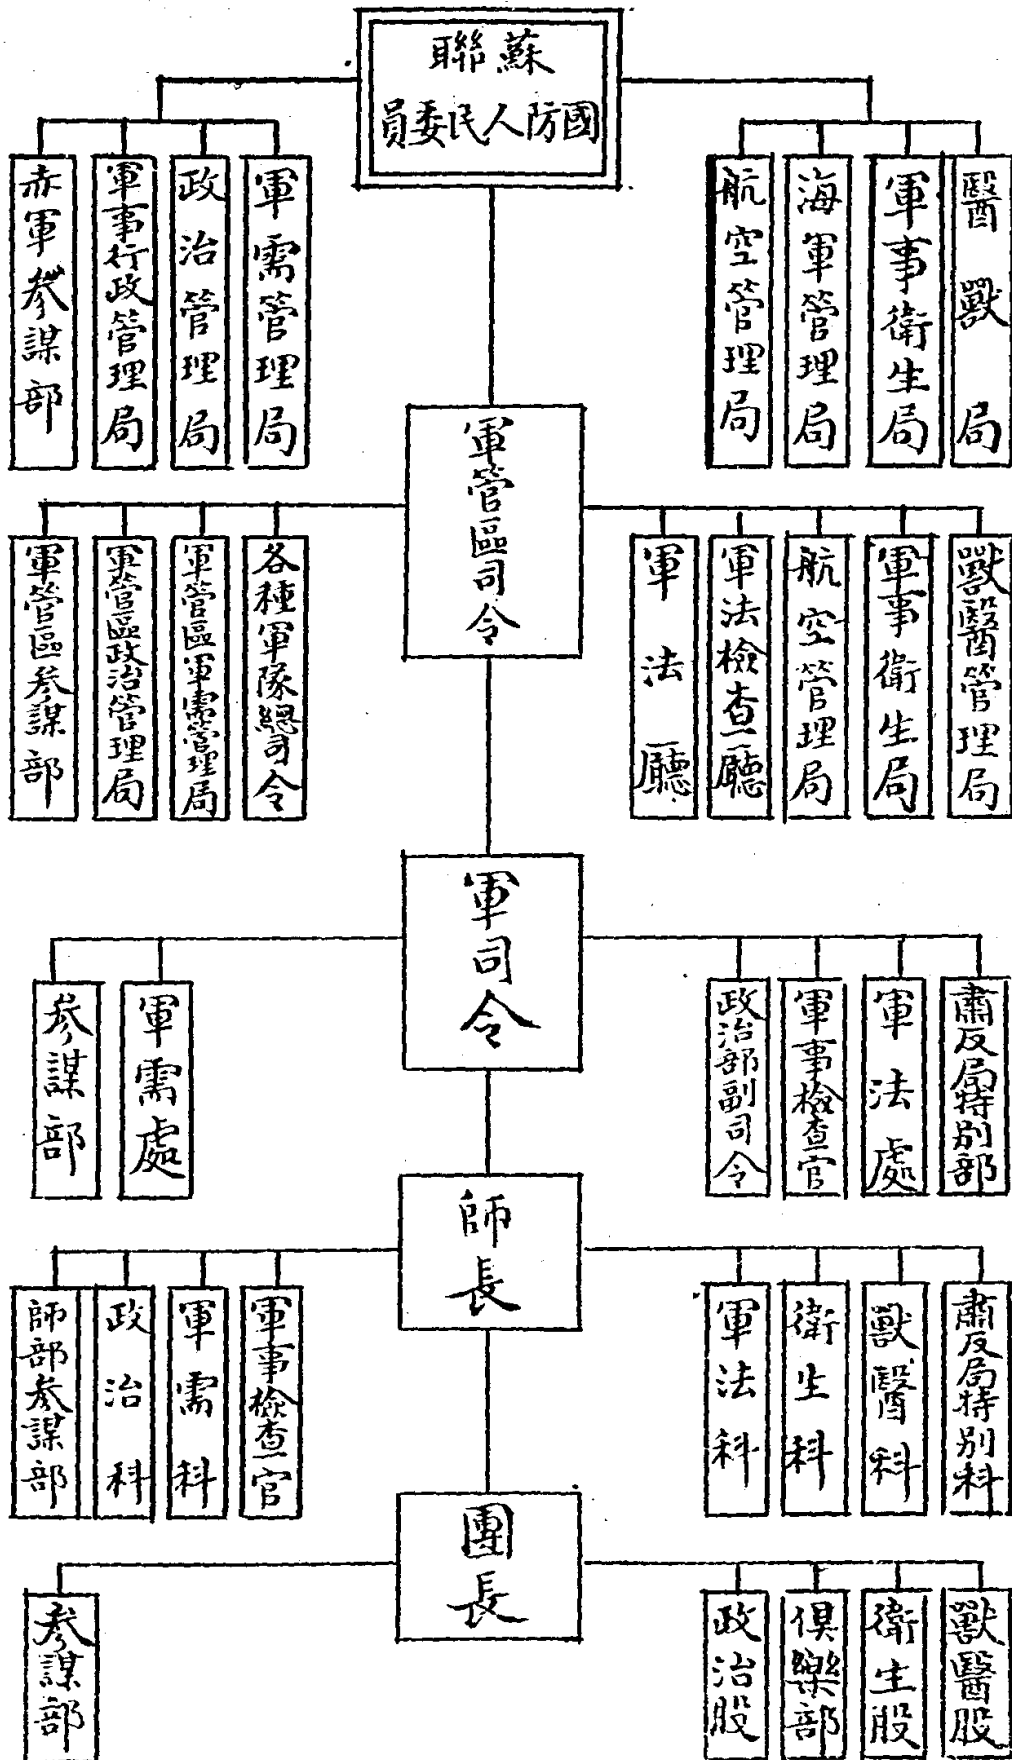 蘇聯
國防人民委員
赤軍參謀部
軍事行政管理局
政治管理局
軍需管理局
航空管理局
海軍管理局
軍事衛生局
醫獸局
軍管區司令
軍管區參謀部
軍管區政治管理局
軍管區軍需管理局
各種軍隊總司令
軍法廳
軍法檢查廳
航空管理局
軍事衛生局
獸醫管理局
軍司令
參謀部
軍需處
政治部副司令
軍事檢查官
軍法處
肅反局特別部
師長
師部參謀部
政治科
軍需科
軍事檢查官
軍法科
衛生科
獸醫科
肅反局特別科
團長
參謀部
政治股
俱樂部
衛生股
獸醫股